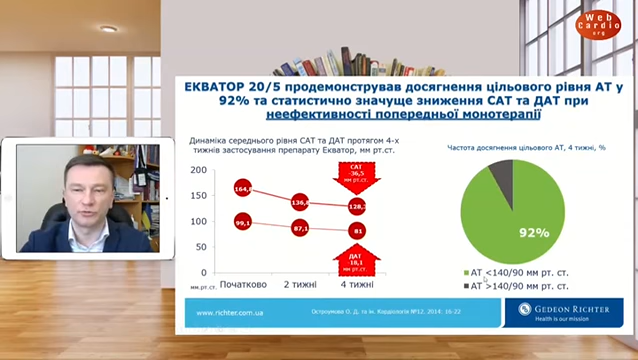 Web
Cardio
org
ЕКВАТОР 20/5 продемонстрував досягнення цільового рівня АТ у
92% та статистично значуще зниження САТ та ДАТ при
неефективності попередньої монотерапії
Динаміка середнього рівня САТ та ДАТ протягом 4-х
тижнів застосування препарату Екватор, мм рт.ст.
Частота досягнення цільового АТ, 4 тижні, %
200
150
100
50
0
мм рт.ст.
164,8
136,8
128,3
99,1
87,1
81
САТ
-36,5
мм рт.ст.
ДАТ
-18,1
мм рт.ст.
Початково
2 тижні
4 тижні
92%
АТ <140/90 мм рт. ст.
АТ >140/90 мм рт. ст.
www.richter.com.ua
Остроумова О. Д. та ін. Кардологія №12. 2014: 16-22
GEDEON RICHTER
Health is our mission